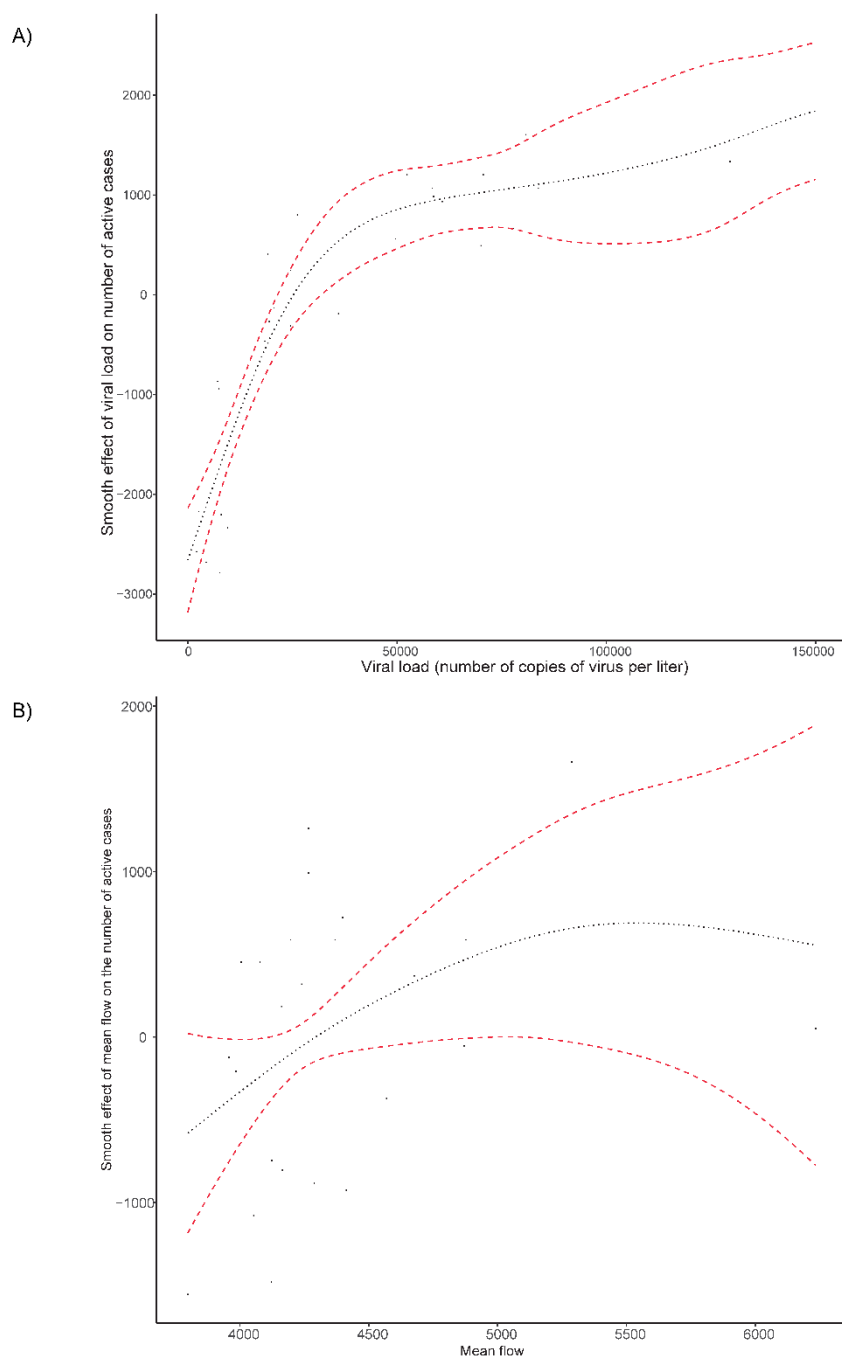 A)
Smooth effect of viral load on number of active cases
2000
1000
0
−1000
−2000
−3000
0 50000 100000 150000
Viral load (number of copies of virus per liter)
B)
Smooth effect of mean flow on the number of active cases
2000
1000
0
−1000
4000 4500 5000 5500 6000
Mean flow